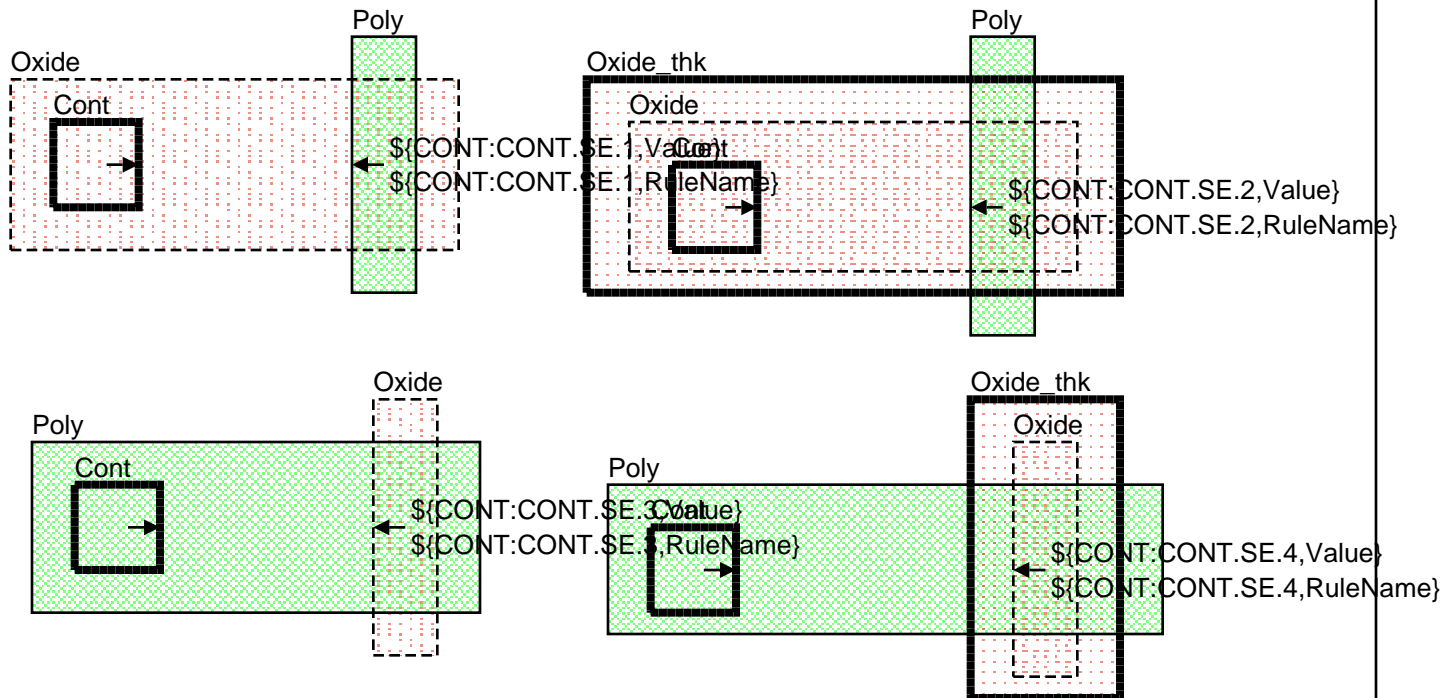 Poly
Oxide
Cont
${CONT:CONT.SE.1,Value}
${CONT:CONT.SE.1,RuleName}
Poly
Oxide_thk
Oxide
Cont
${CONT:CONT.SE.2,Value}
${CONT:CONT.SE.2,RuleName}
Oxide
Poly
Cont
${CONT:CONT.SE.3,Value}
${CONT:CONT.SE.3,RuleName}
Oxide_thk
Oxide
Poly
Cont
${CONT:CONT.SE.4,Value}
${CONT:CONT.SE.4,RuleName}